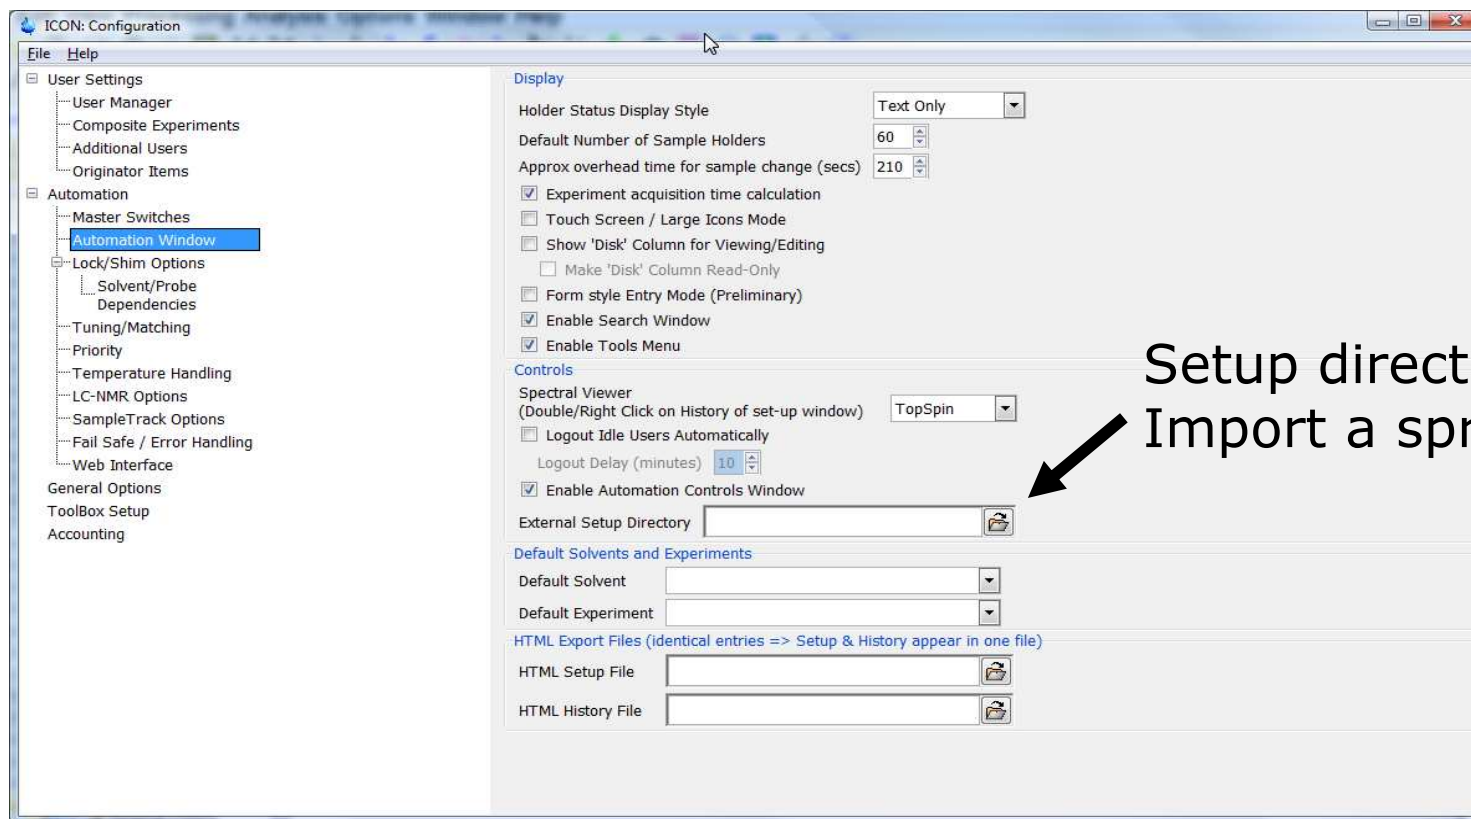 ICON: Configuration
File Help
User Settings
User Manager
Composite Experiments
Additional Users
Originator Items
Automation
Master Switches
Automation Window
Lock/Shim Options
Solvent/Probe
Dependencies
Tuning/Matching
Priority
Temperature Handling
LC-NMR Options
SampleTrack Options
Fail Safe / Error Handling
Web Interface
General Options
ToolBox Setup
Accounting
Display
Holder Status Display Style Text Only
Default Number of Sample Holders 60
Approx overhead time for sample change (secs) 210
Experiment acquisition time calculation
Touch Screen / Large Icons Mode
Show 'Disk' Column for Viewing/Editing
Make 'Disk' Column Read-Only
Form style Entry Mode (Preliminary)
Enable Search Window
Enable Tools Menu
Controls
Spectral Viewer
(Double/Right Click on History of set-up window) TopSpin
Logout Idle Users Automatically
Logout Delay (minutes) 10
Enable Automation Controls Window
External Setup Directory
Default Solvents and Experiments
Default Solvent
Default Experiment
HTML Export Files (identical entries => Setup & History appear in one file)
HTML Setup File
HTML History File
Setup direct
Import a spr